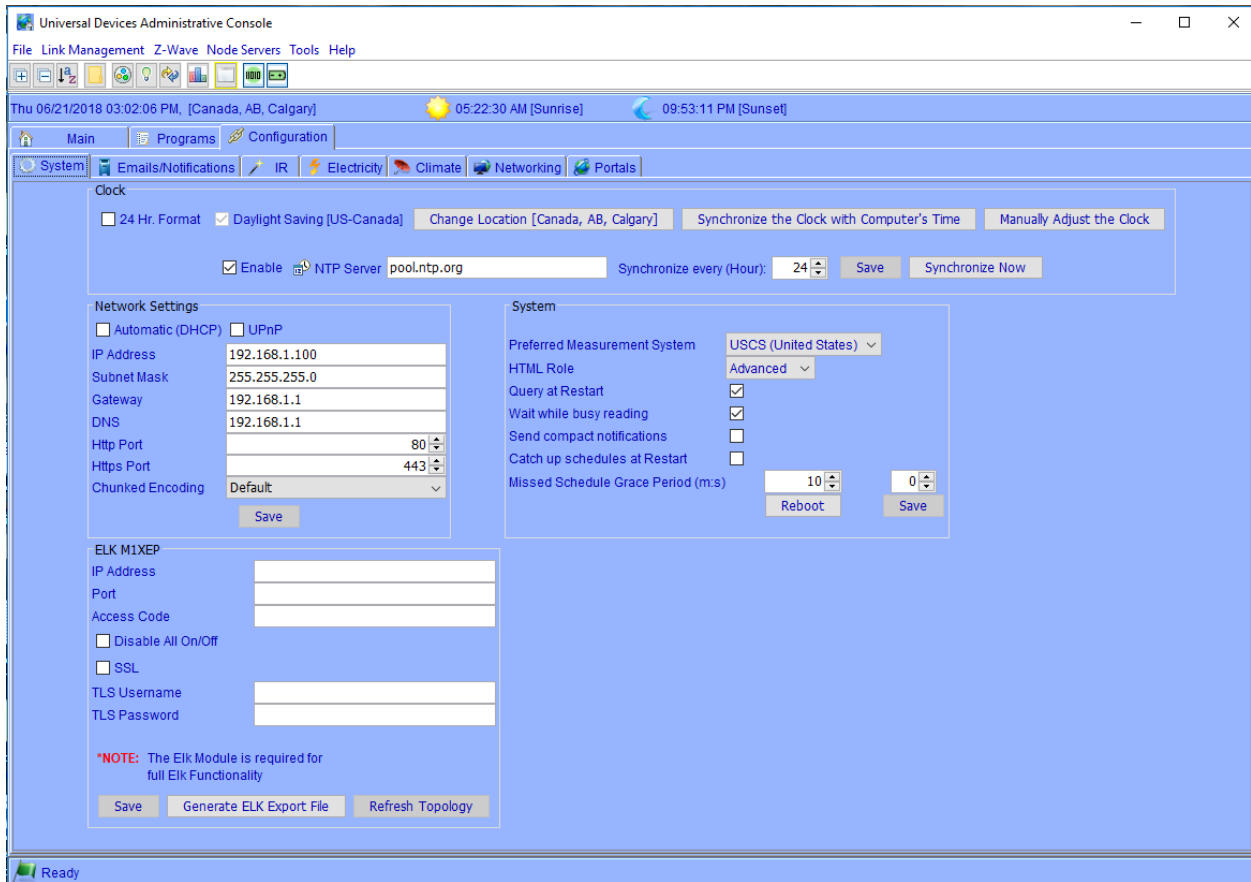 Universal Devices Administrative Console
File Link Management Z-Wave Node Servers Tools Help
Thu 06/21/2018 03:02:06 PM, [Canada, AB, Calgary] 05:22:30 AM [Sunrise] 09:53:11 PM [Sunset]
Main Programs Configuration
System Emails/Notifications IR Electricity Climate Networking Portals
Clock
24 Hr. Format Daylight Saving [US-Canada] Change Location [Canada, AB, Calgary] Synchronize the Clock with Computer's Time Manually Adjust the Clock
Enable NTP Server pool.ntp.org Synchronize every (Hour): 24 Save Synchronize Now
Network Settings
Automatic (DHCP) UPnP
IP Address 192.168.1.100
Subnet Mask 255.255.255.0
Gateway 192.168.1.1
DNS 192.168.1.1
Http Port 80
Https Port 443
Chunked Encoding Default
Save
System
Preferred Measurement System USCS (United States)
HTML Role Advanced
Query at Restart
Wait while busy reading
Send compact notifications
Catch up schedules at Restart
Missed Schedule Grace Period (m:s) 10 0
Reboot Save
ELK M1XEP
IP Address
Port
Access Code
Disable All On/Off
SSL
TLS Username
TLS Password
*NOTE: The Elk Module is required for
full Elk Functionality
Save Generate ELK Export File Refresh Topology
Ready